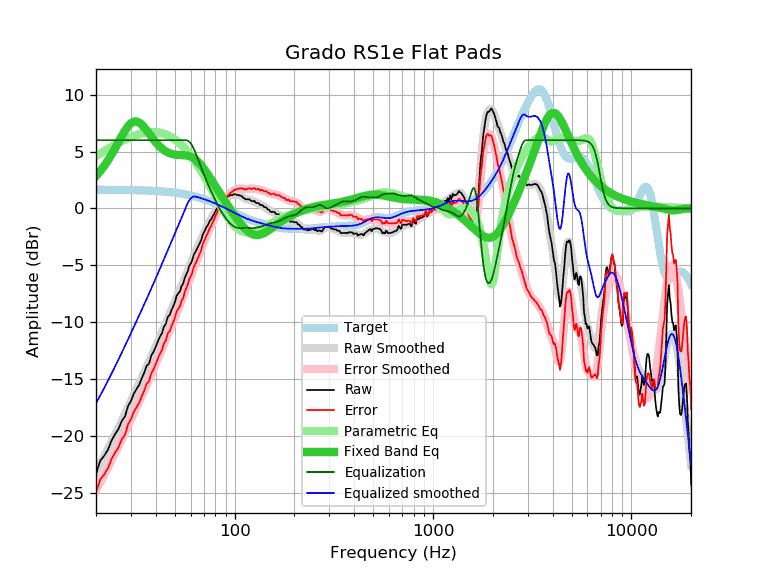 Grado RS1e Flat Pads
Amplitude (dBr)
10
5
0
−5
−10
−15
−20
−25
Target
Raw Smoothed
Error Smoothed
Raw
Error
Parametric Eq
Fixed Band Eq
Equalization
Equalized smoothed
100
1000
10000
Frequency (Hz)